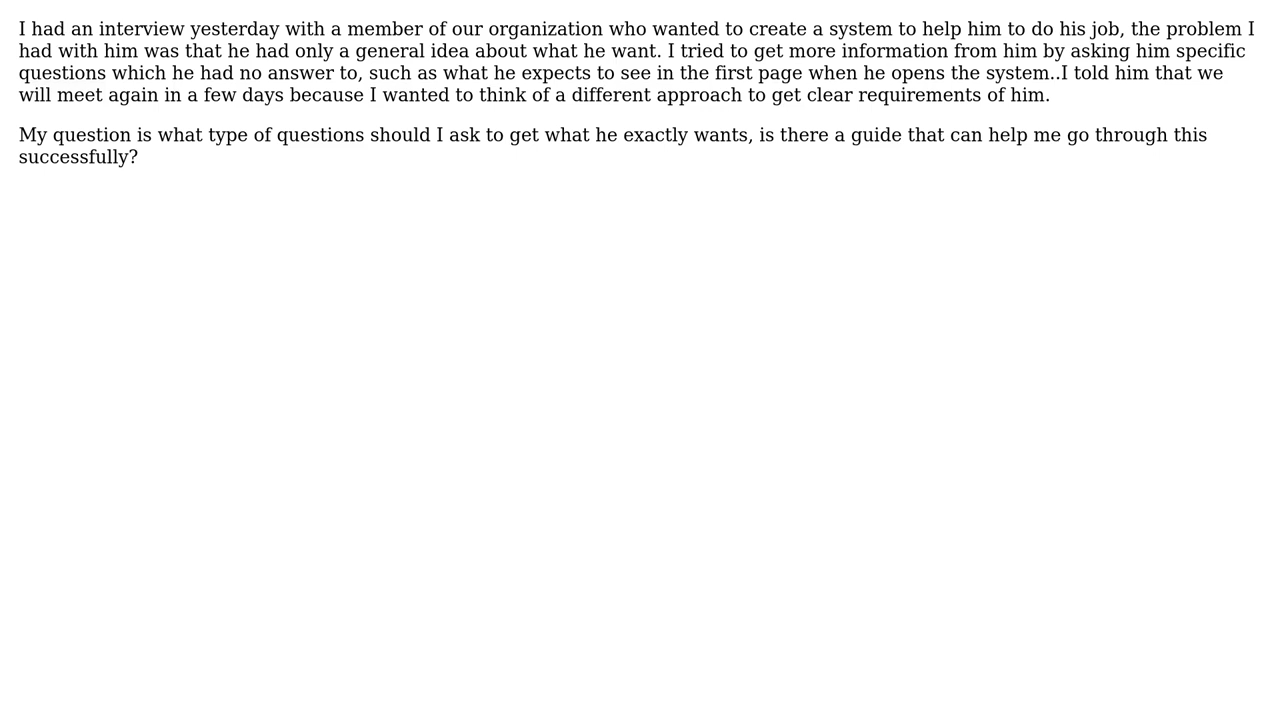 I had an interview yesterday with a member of our organization who wanted to create a system to help him to do his job, the problem I
had with him was that he had only a general idea about what he want. I tried to get more information from him by asking him specific
questions which he had no answer to, such as what he expects to see in the first page when he opens the system..I told him that we
will meet again in a few days because I wanted to think of a different approach to get clear requirements of him.
My question is what type of questions should I ask to get what he exactly wants, is there a guide that can help me go through this
successfully?